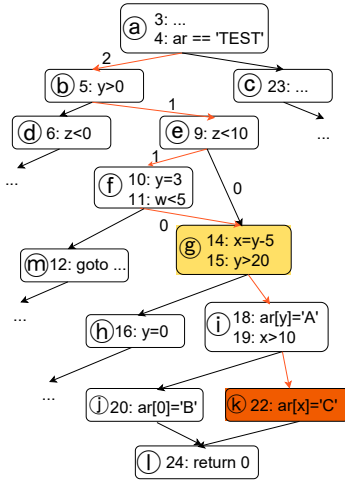 a 3: ...
4: ar == 'TEST'
2
b 5: y>0
c 23: ...
1
d 6: z<0
e 9: z<10
...
...
1
0
f 10: y=3
11: w<5
0
g 14: x=y-5
15: y>20
m 12: goto ...
...
h 16: y=0
i 18: ar[y]='A'
19: x>10
...
j 20: ar[0]='B'
k 22: ar[x]='C'
l 24: return 0